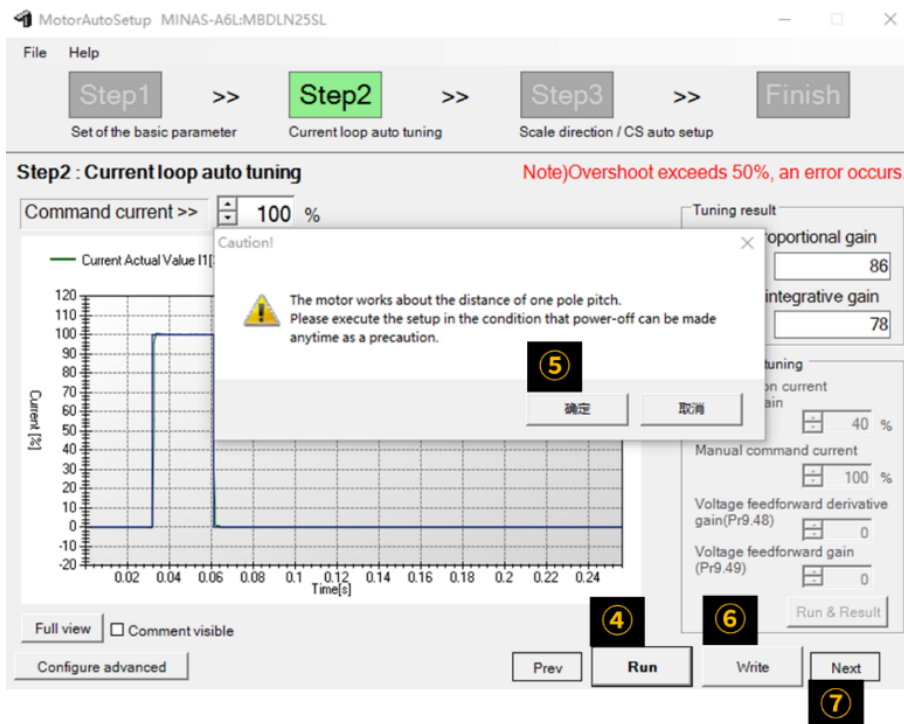 MotorAutoSetup MINAS-A6L:MBDLN25SL
File Help
Step1 >> Step2 >> Step3 >> Finish
Set of the basic parameter Current loop auto tuning Scale direction / CS auto setup
Step2 : Current loop auto tuning Note)Overshoot exceeds 50%, an error occurs
Command current >> 100 %
Tuning result
oportional gain
86
integrative gain
78
Caution!
The motor works about the distance of one pole pitch.
Please execute the setup in the condition that power-off can be made
anytime as a precaution.
⑤
确定 取消
Current Actual Value I1[
120
110
100
90
80
70
60
50
40
30
20
10
0
-10
-20
Current [%]
0.02 0.04 0.06 0.08 0.1 0.12 0.14 0.16 0.18 0.2 0.22 0.24
Time[s]
tuning
on current
ain
40 %
Manual command current
100 %
Voltage feedforward derivative
gain(Pr9.48)
0
Voltage feedforward gain
(Pr9.49)
0
Run & Result
Full view Comment visible
④ ⑥
Configure advanced Prev Run Write Next
⑦